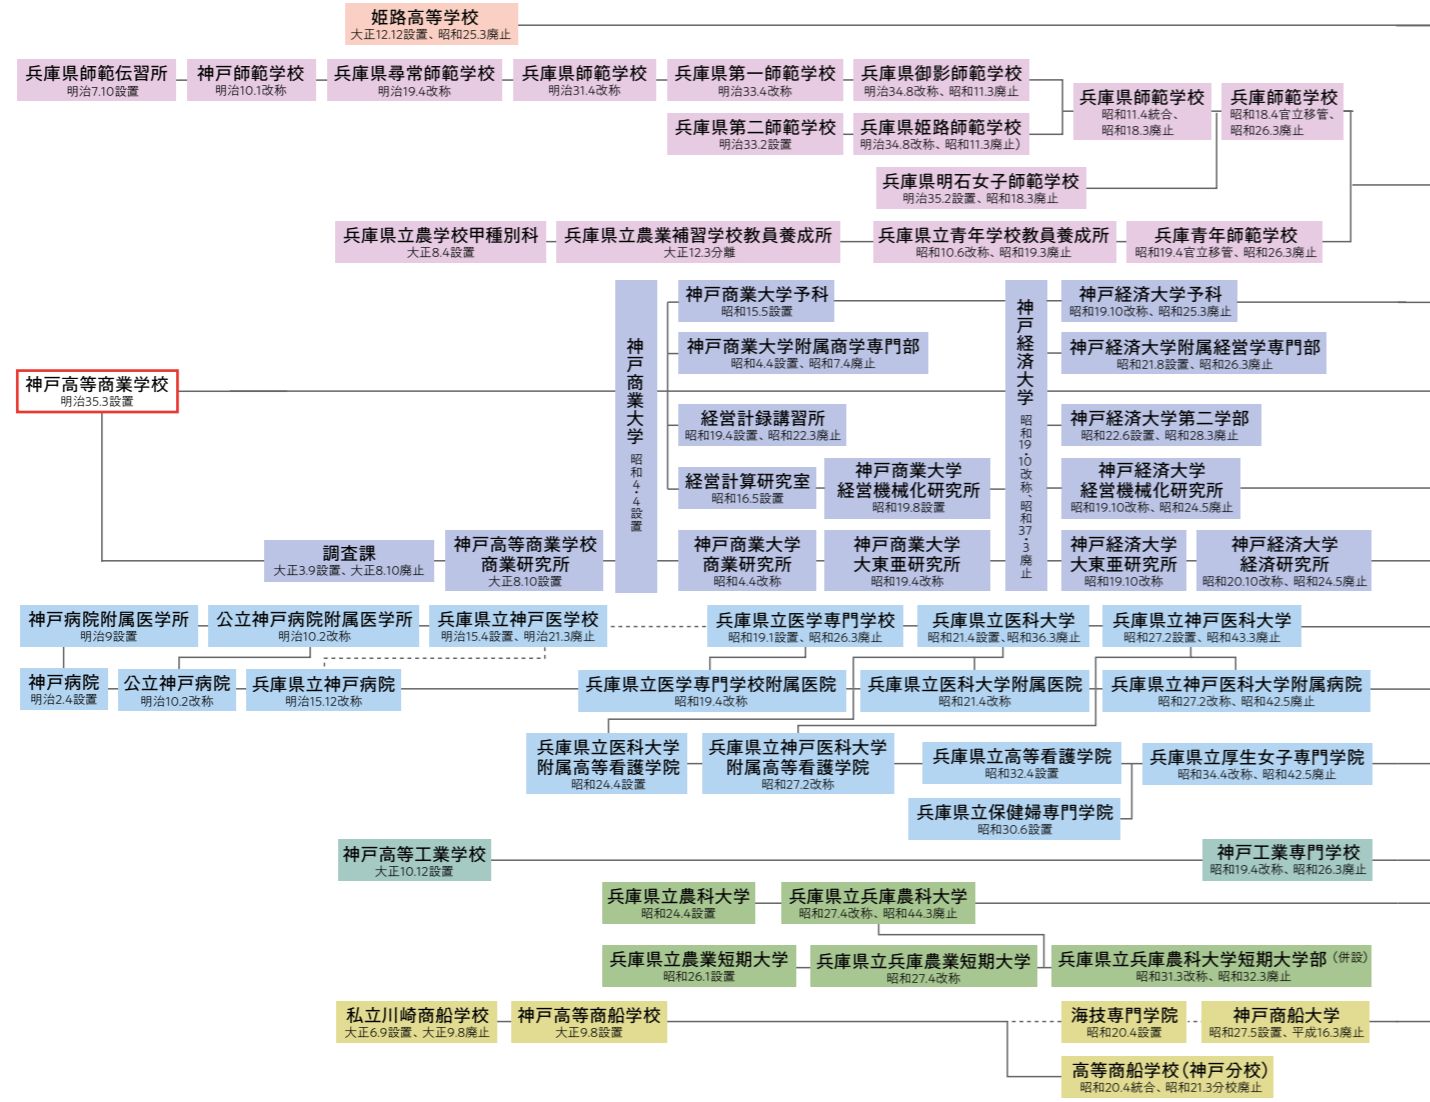 姫路高等学校
大正12.12設置、昭和25.3廃止
兵庫県師範伝習所
明治7.10設置
神戸師範学校
明治10.1改称
兵庫県尋常師範学校
明治19.4改称
兵庫県師範学校
明治31.4改称
兵庫県第一師範学校
明治33.4改称
兵庫県御影師範学校
明治34.8改称、昭和11.3廃止
兵庫県第二師範学校
明治33.2設置
兵庫県姫路師範学校
明治34.8改称、昭和11.3廃止）
兵庫県師範学校
昭和11.4統合、
昭和18.3廃止
兵庫師範学校
昭和18.4官立移管、
昭和26.3廃止
兵庫県明石女子師範学校
明治35.2設置、昭和18.3廃止
兵庫県立農学校甲種別科
大正8.4設置
兵庫県立農業補習学校教員養成所
大正12.3分離
兵庫県立青年学校教員養成所
昭和10.6改称、昭和19.3廃止
兵庫青年師範学校
昭和19.4官立移管、昭和26.3廃止
神戸高等商業学校
明治35.3設置
神戸商業大学 昭和4・4設置
神戸商業大学予科
昭和15.5設置
神戸商業大学附属商学専門部
昭和4.4設置、昭和7.4廃止
経営計録講習所
昭和19.4設置、昭和22.3廃止
経営計算研究室
昭和16.5設置
神戸商業大学
経営機械化研究所
昭和19.8設置
神戸経済大学 昭和19・10改称、昭和37・3廃止
神戸経済大学予科
昭和19.10改称、昭和25.3廃止
神戸経済大学附属経営学専門部
昭和21.8設置、昭和26.3廃止
神戸経済大学第二学部
昭和22.6設置、昭和28.3廃止
神戸経済大学
経営機械化研究所
昭和19.10改称、昭和24.5廃止
調査課
大正3.9設置、大正8.10廃止
神戸高等商業学校
商業研究所
大正8.10設置
神戸商業大学
商業研究所
昭和4.4改称
神戸商業大学
大東亜研究所
昭和19.4改称
神戸経済大学
大東亜研究所
昭和19.10改称
神戸経済大学
経済研究所
昭和20.10改称、昭和24.5廃止
神戸病院附属医学所
明治9設置
公立神戸病院附属医学所
明治10.2改称
兵庫県立神戸医学校
明治15.4設置、明治21.3廃止
兵庫県立医学専門学校
昭和19.1設置、昭和26.3廃止
兵庫県立医科大学
昭和21.4設置、昭和36.3廃止
兵庫県立神戸医科大学
昭和27.2設置、昭和43.3廃止
神戸病院
明治2.4設置
公立神戸病院
明治10.2改称
兵庫県立神戸病院
明治15.12改称
兵庫県立医学専門学校附属医院
昭和19.4改称
兵庫県立医科大学附属医院
昭和21.4改称
兵庫県立神戸医科大学附属病院
昭和27.2改称、昭和42.5廃止
兵庫県立医科大学
附属高等看護学院
昭和24.4設置
兵庫県立神戸医科大学
附属高等看護学院
昭和27.2改称
兵庫県立高等看護学院
昭和32.4設置
兵庫県立厚生女子専門学院
昭和34.4改称、昭和42.5廃止
兵庫県立保健婦専門学院
昭和30.6設置
神戸高等工業学校
大正10.12設置
神戸工業専門学校
昭和19.4改称、昭和26.3廃止
兵庫県立農科大学
昭和24.4設置
兵庫県立兵庫農科大学
昭和27.4改称、昭和44.3廃止
兵庫県立農業短期大学
昭和26.1設置
兵庫県立兵庫農業短期大学
昭和27.4改称
兵庫県立兵庫農科大学短期大学部（併設）
昭和31.3改称、昭和32.3廃止
私立川崎商船学校
大正6.9設置、大正9.8廃止
神戸高等商船学校
大正9.8設置
海技専門学院
昭和20.4設置
神戸商船大学
昭和27.5設置、平成16.3廃止
高等商船学校（神戸分校）
昭和20.4統合、昭和21.3分校廃止